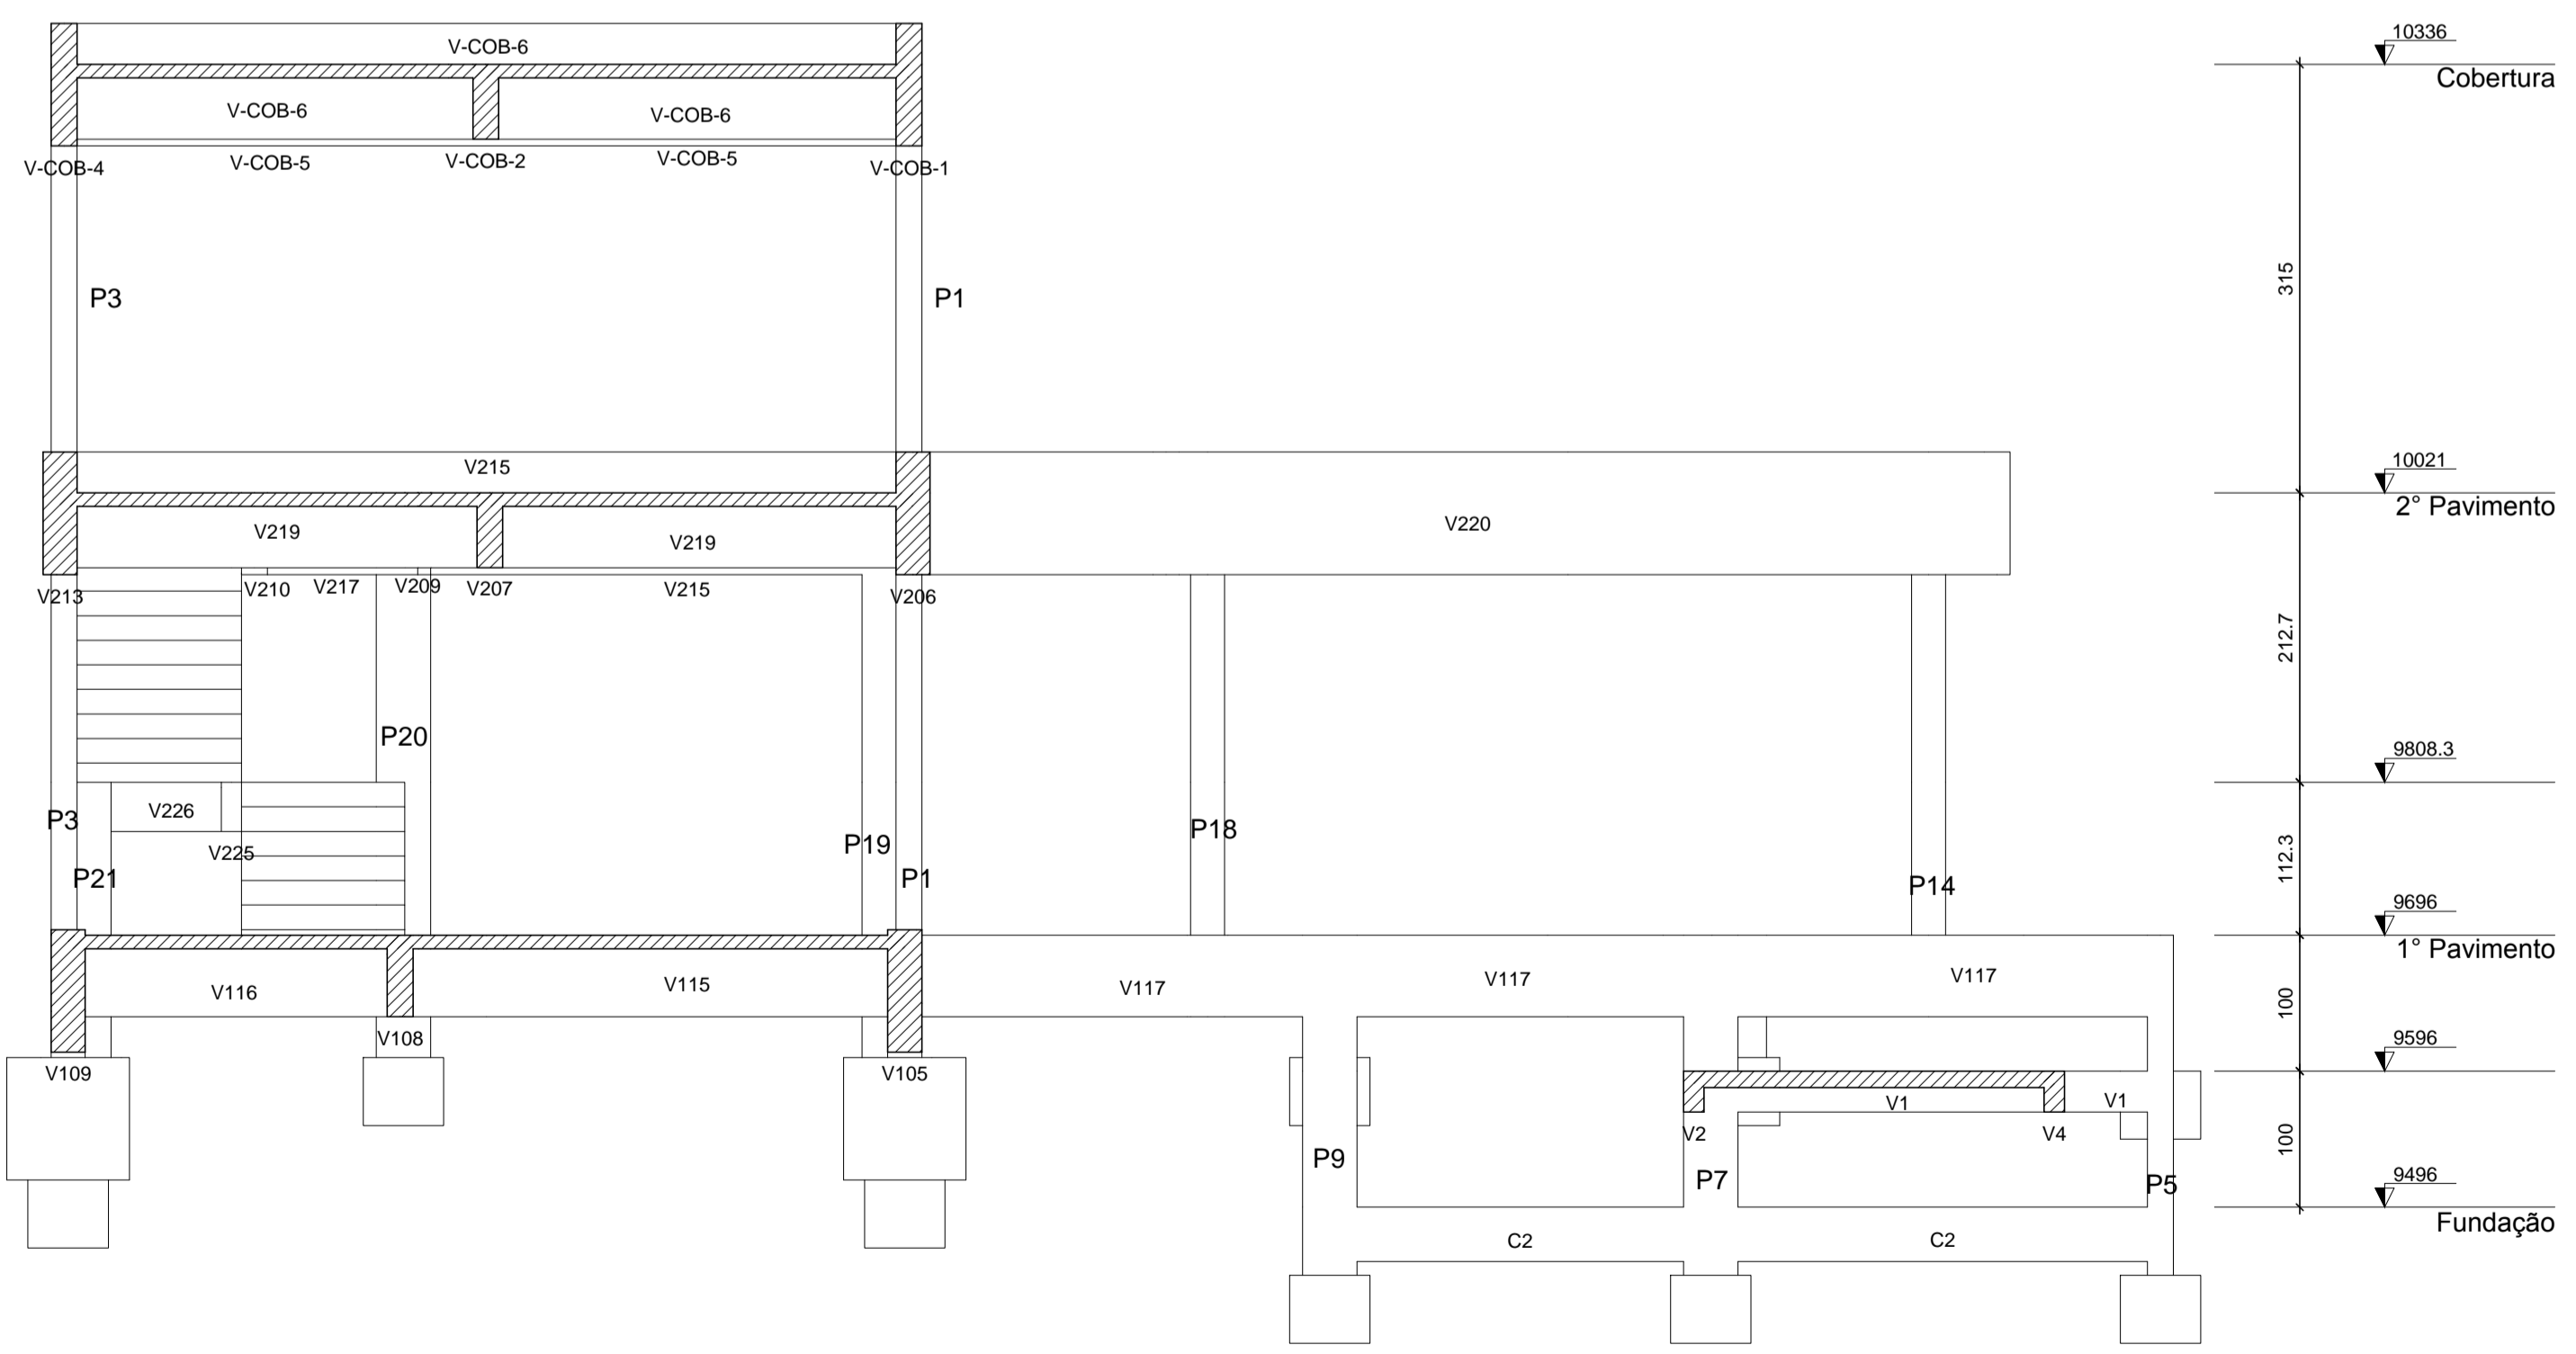 V-COB-6
10336
Cobertura
V-COB-6
V-COB-6
V-COB-4
V-COB-5
V-COB-2
V-COB-5
V-COB-1
P3
P1
315
V215
10021
2° Pavimento
V219
V219
V220
V213
V210
V217
V209
V207
V215
V206
212.7
P20
9808.3
P3
V226
V225
P21
P19
P1
P18
P14
112.3
9696
1° Pavimento
V116
V115
V117
V117
V117
100
V108
9596
V109
V105
V1
V1
V2
V4
100
P9
P7
P5
9496
Fundação
C2
C2